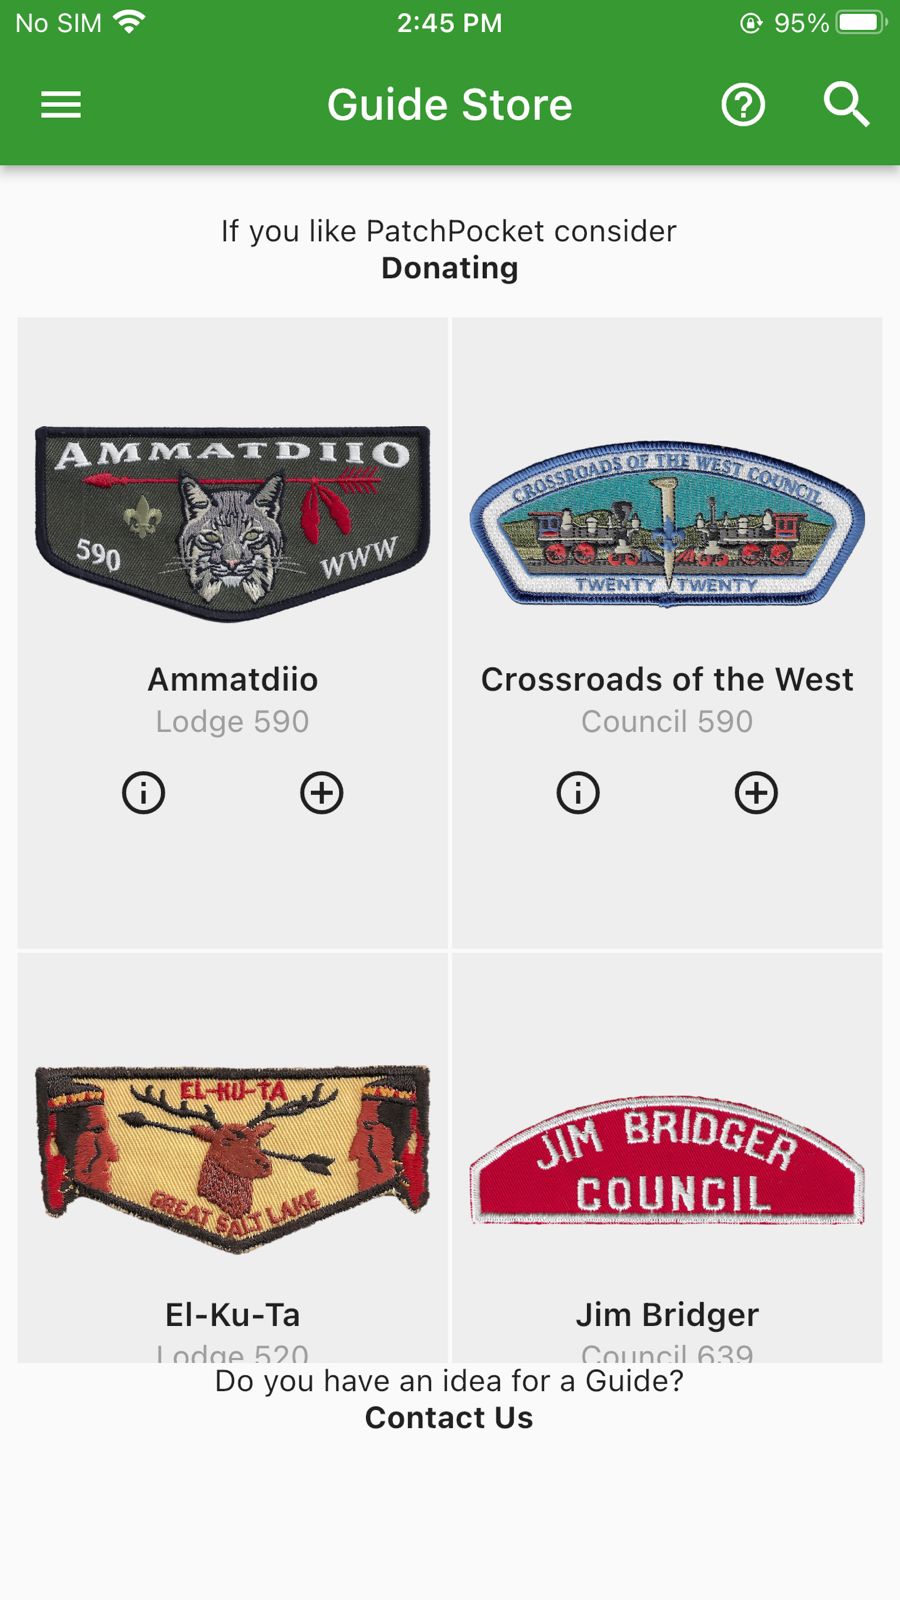 No SIM 2:45 PM 95%
Guide Store
If you like PatchPocket consider
Donating
AMMATDIIO
590 WWW
Ammatdiio
Lodge 590
CROSSROADS OF THE WEST COUNCIL
TWENTY TWENTY
Crossroads of the West
Council 590
EL-KU-TA
GREAT SALT LAKE
El-Ku-Ta
Lodge 520
JIM BRIDGER
COUNCIL
Jim Bridger
Council 639
Do you have an idea for a Guide?
Contact Us